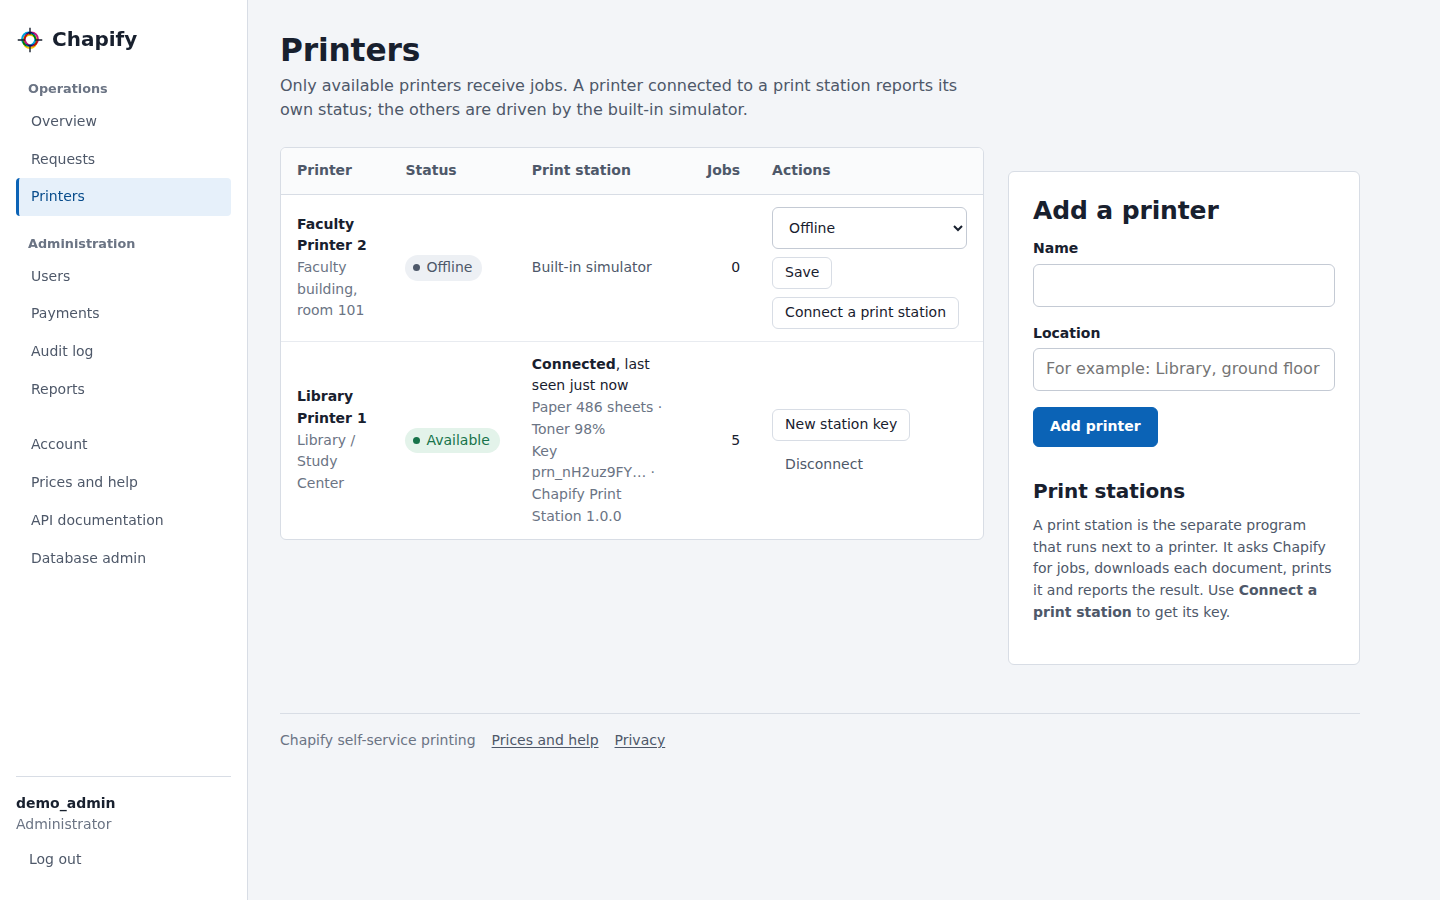 Chapify
Operations
Overview
Requests
Printers
Administration
Users
Payments
Audit log
Reports
Account
Prices and help
API documentation
Database admin
demo_admin
Administrator
Log out
Printers
Only available printers receive jobs. A printer connected to a print station reports its
own status; the others are driven by the built-in simulator.
Printer Status Print station Jobs Actions
Faculty
Printer 2
Faculty
building,
room 101
Offline
Built-in simulator
0
Offline
Save
Connect a print station
Library
Printer 1
Library /
Study
Center
Available
Connected, last
seen just now
Paper 486 sheets ·
Toner 98%
Key
prn_nH2uz9FY… ·
Chapify Print
Station 1.0.0
5
New station key
Disconnect
Add a printer
Name
Location
For example: Library, ground floor
Add printer
Print stations
A print station is the separate program
that runs next to a printer. It asks Chapify
for jobs, downloads each document, prints
it and reports the result. Use Connect a
print station to get its key.
Chapify self-service printing Prices and help Privacy